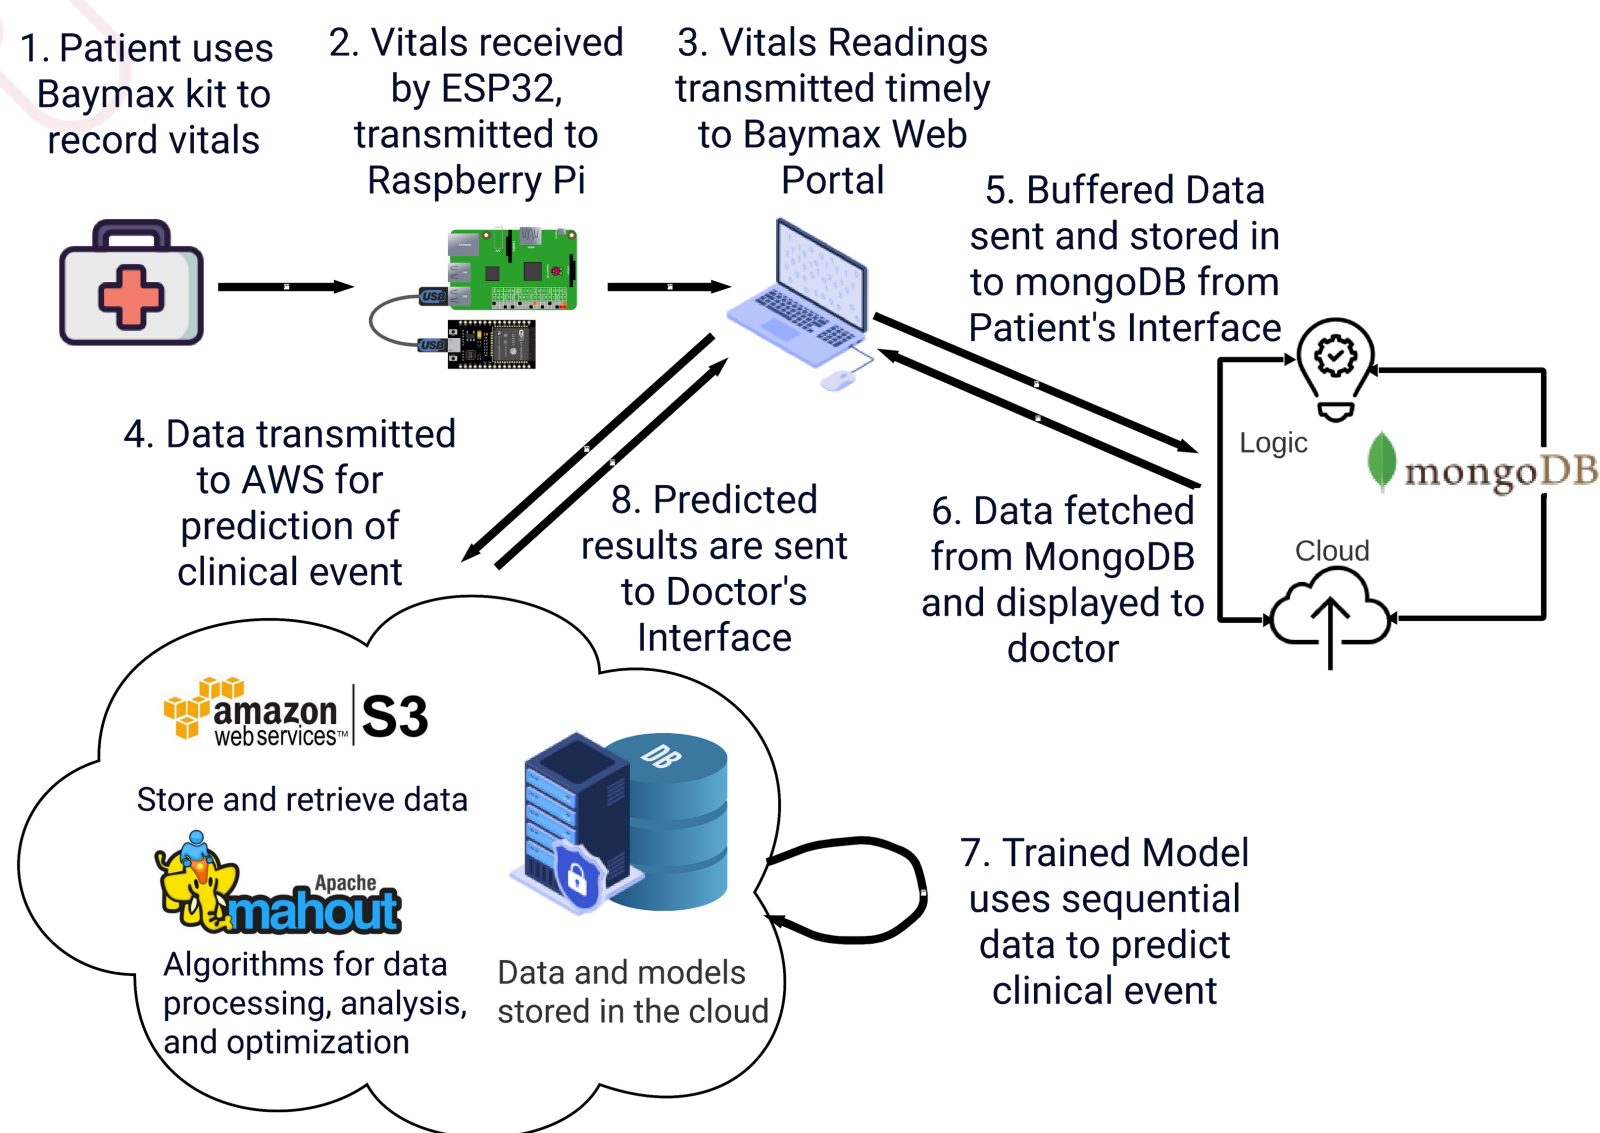 1. Patient uses
Baymax kit to
record vitals
2. Vitals received
by ESP32,
transmitted to
Raspberry Pi
3. Vitals Readings
transmitted timely
to Baymax Web
Portal
5. Buffered Data
sent and stored in
to mongoDB from
Patient's Interface
USB
USB
4. Data transmitted
to AWS for
prediction of
clinical event
8. Predicted
results are sent
to Doctor's
Interface
6. Data fetched
from MongoDB
and displayed to
doctor
Logic
mongoDB
Cloud
amazon
web services™
S3
Store and retrieve data
Apache
mahout
Algorithms for data
processing, analysis,
and optimization
DB
Data and models
stored in the cloud
7. Trained Model
uses sequential
data to predict
clinical event